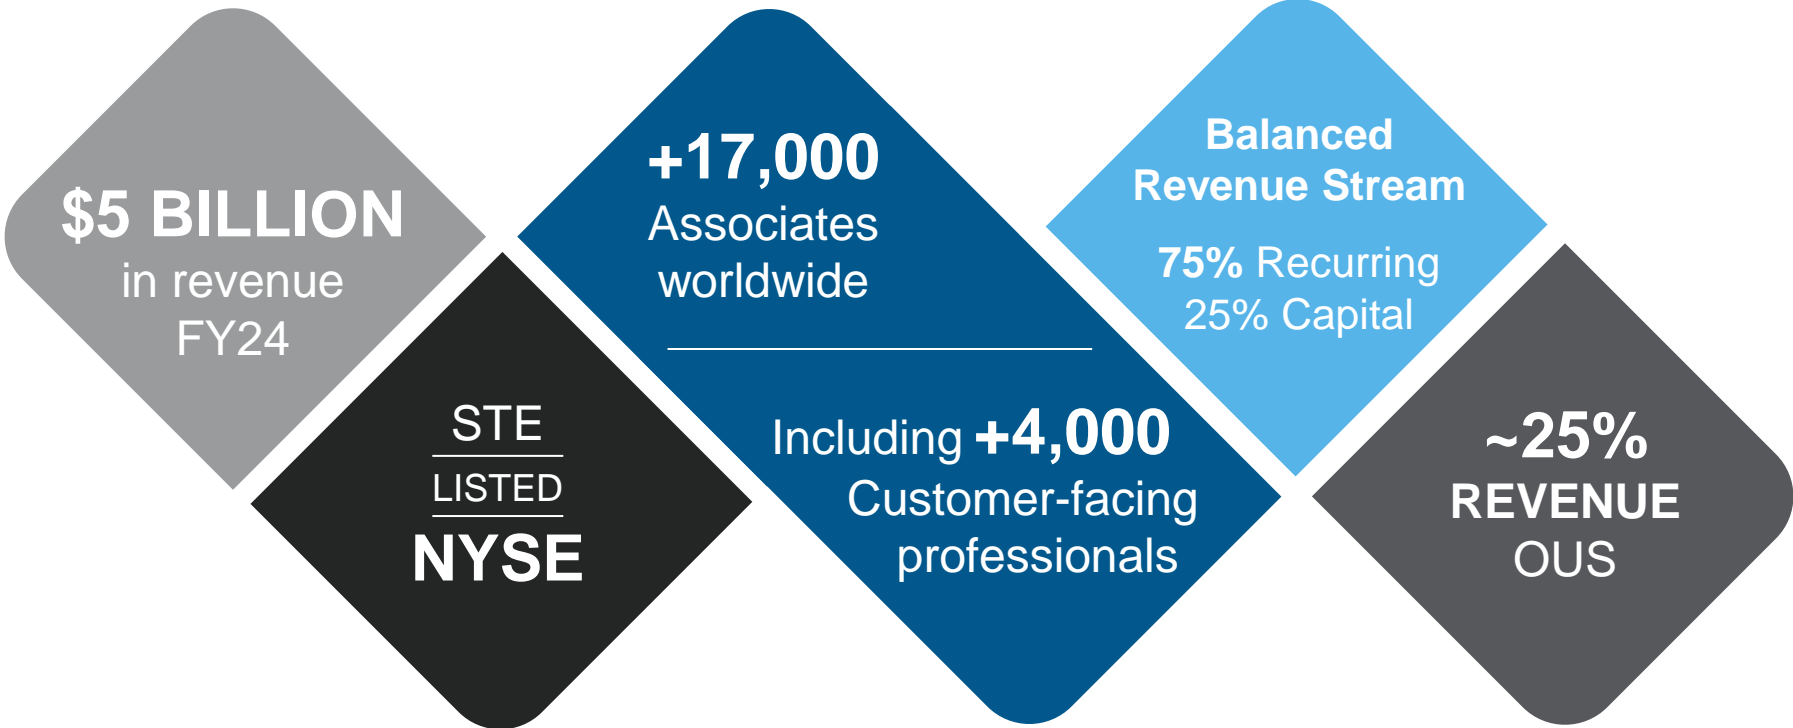 $5 BILLION
in revenue
FY24
STE
LISTED
NYSE
+17,000
Associates
worldwide
Including +4,000
Customer-facing
professionals
Balanced
Revenue Stream
75% Recurring
25% Capital
~25%
REVENUE
OUS